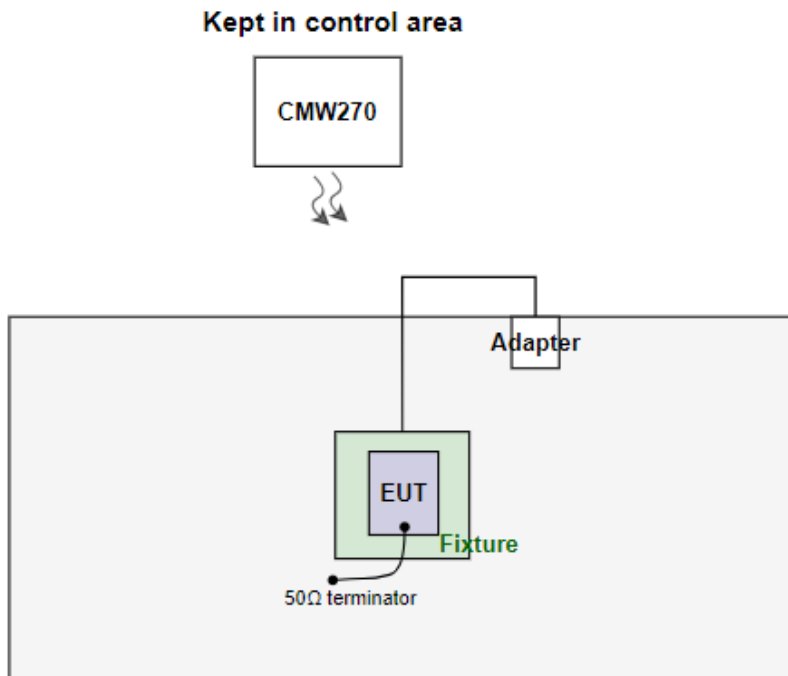 Kept in control area
CMW270
Adapter
EUT
Fixture
50Ω terminator